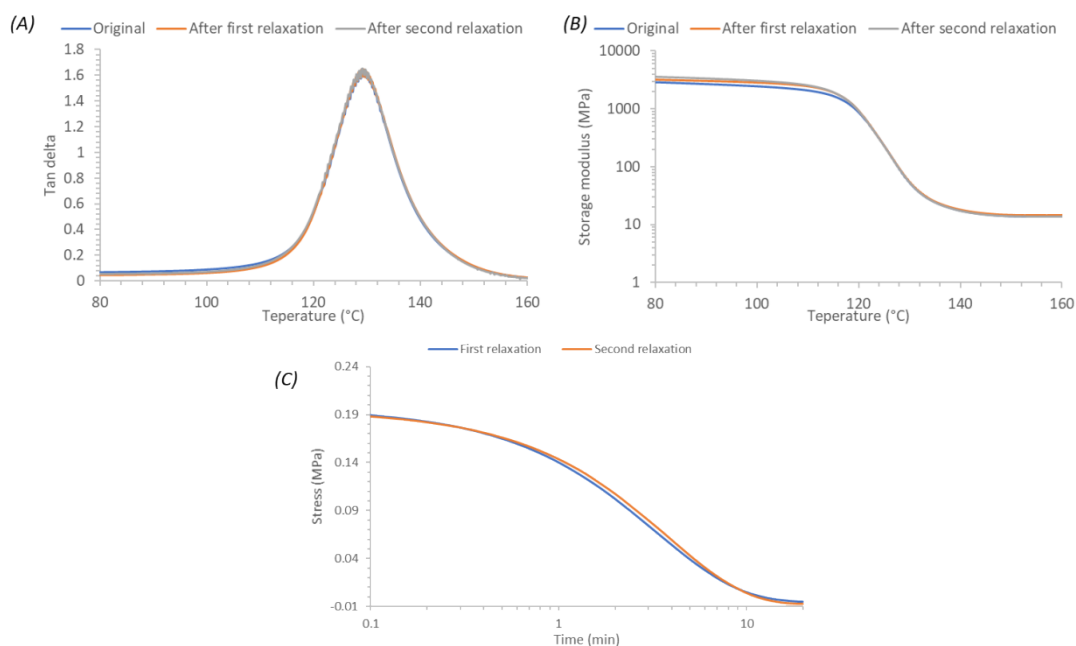 (A)
Original After first relaxation After second relaxation
1.8
1.6
1.4
1.2
1
0.8
0.6
0.4
0.2
0
Tan delta
80 100 120 140 160
Teperature (°C)
(B)
Original After first relaxation After second relaxation
10000
1000
100
10
1
Storage modulus (MPa)
80 100 120 140 160
Teperature (°C)
First relaxation Second relaxation
(C)
0.24
0.19
0.14
0.09
0.04
-0.01
Stress (MPa)
0.1 1 10
Time (min)